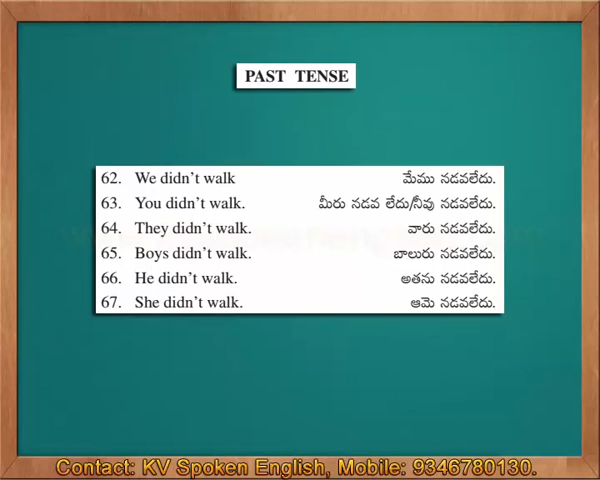 PAST TENSE
62. We didn't walk మేము నడవలేదు.
63. You didn't walk. మీరు నడవ లేదు/నీవు నడవలేదు.
64. They didn't walk. వారు నడవలేదు.
65. Boys didn't walk. బాలురు నడవలేదు.
66. He didn't walk. అతను నడవలేదు.
67. She didn't walk. ఆమె నడవలేదు.
Contact: KV Spoken English, Mobile: 9346780130.